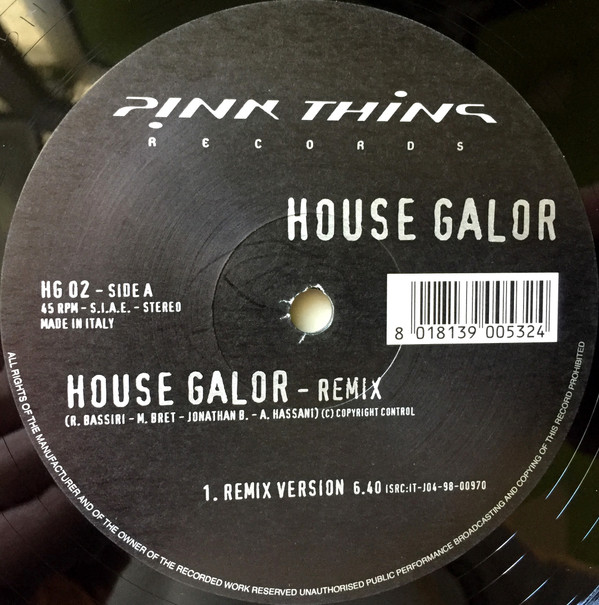 PINK THING
RECORDS
HOUSE GALOR
HG 02 - SIDE A
45 RPM - S.I.A.E. - STEREO
MADE IN ITALY
8 018139 005324
HOUSE GALOR - REMIX
(R. BASSIRI - M. BRET - JONATHAN B. - A. HASSANI) (C) COPYRIGHT CONTROL
1. REMIX VERSION 6.40 ISRC:IT-J04-98-00970
ALL RIGHTS OF THE MANUFACTURER AND OF THE OWNER OF THE RECORDED WORK RESERVED UNAUTHORISED PUBLIC PERFORMANCE BROADCASTING AND COPYING OF THIS RECORD PROHIBITED